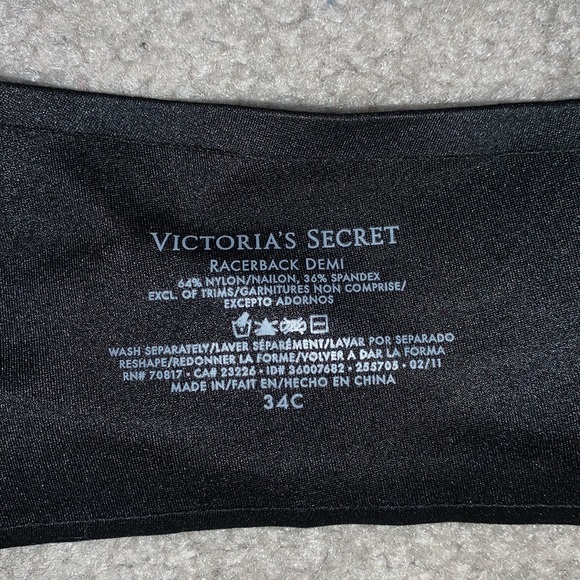 VICTORIA'S SECRET
RACERBACK DEMI
64% NYLON/NAILON, 36% SPANDEX
EXCL. OF TRIMS/GARNITURES NON COMPRISE/
EXCEPTO ADORNOS
WASH SEPARATELY/LAVER SÉPARÉMENT/LAVAR POR SEPARADO
RESHAPE/REDONNER LA FORME/VOLVER A DAR LA FORMA
RN# 70817 • CA# 23226 • ID# 36007682 • 255705 • 02/11
MADE IN/FAIT EN/HECHO EN CHINA
34C